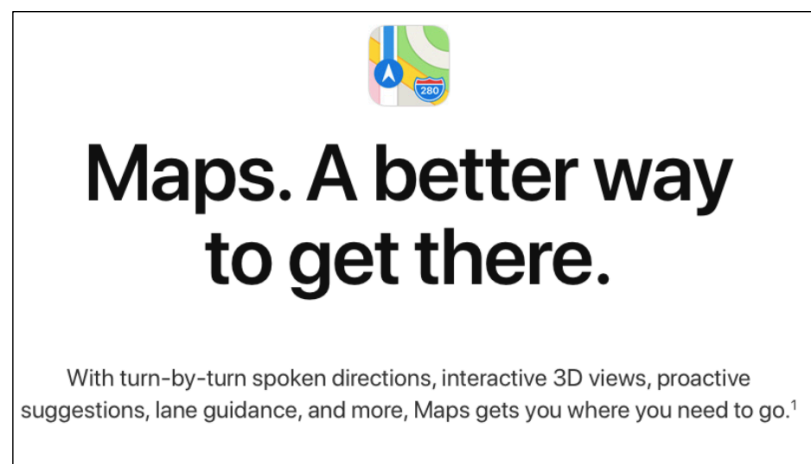 280
Maps. A better way
to get there.
With turn-by-turn spoken directions, interactive 3D views, proactive
suggestions, lane guidance, and more, Maps gets you where you need to go.¹